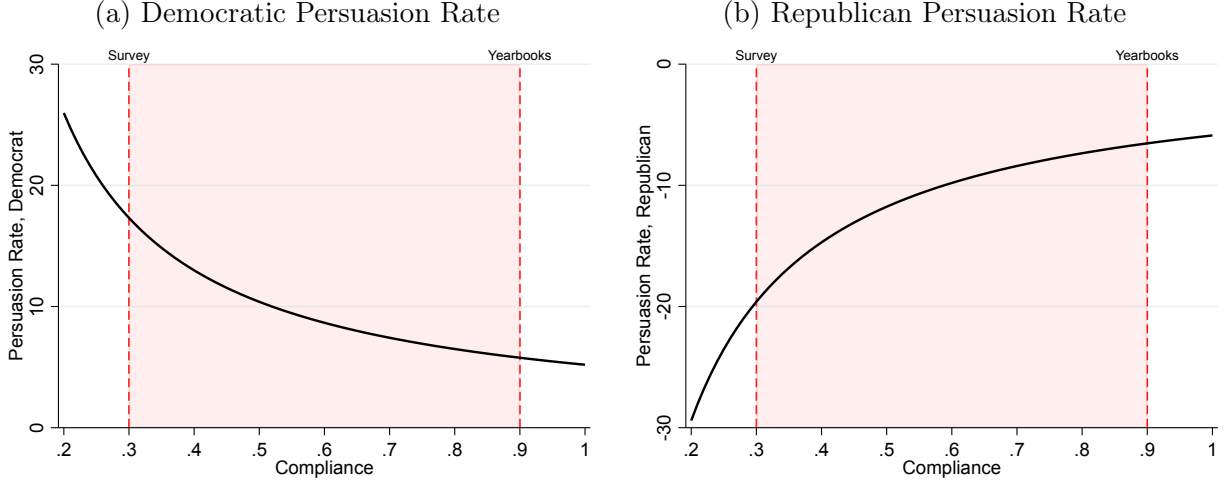 (a) Democratic Persuasion Rate
Survey
Yearbooks
Persuasion Rate, Democrat
30
20
10
0
.2 .3 .4 .5 .6 .7 .8 .9 1
Compliance
(b) Republican Persuasion Rate
Survey
Yearbooks
Persuasion Rate, Republican
0
-10
-20
-30
.2 .3 .4 .5 .6 .7 .8 .9 1
Compliance